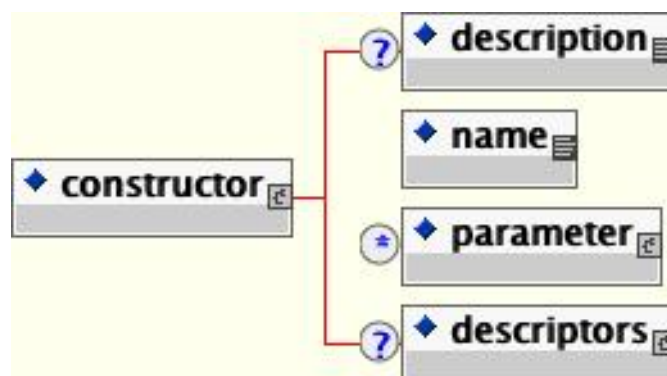 ? description
name
constructor
* parameter
? descriptors